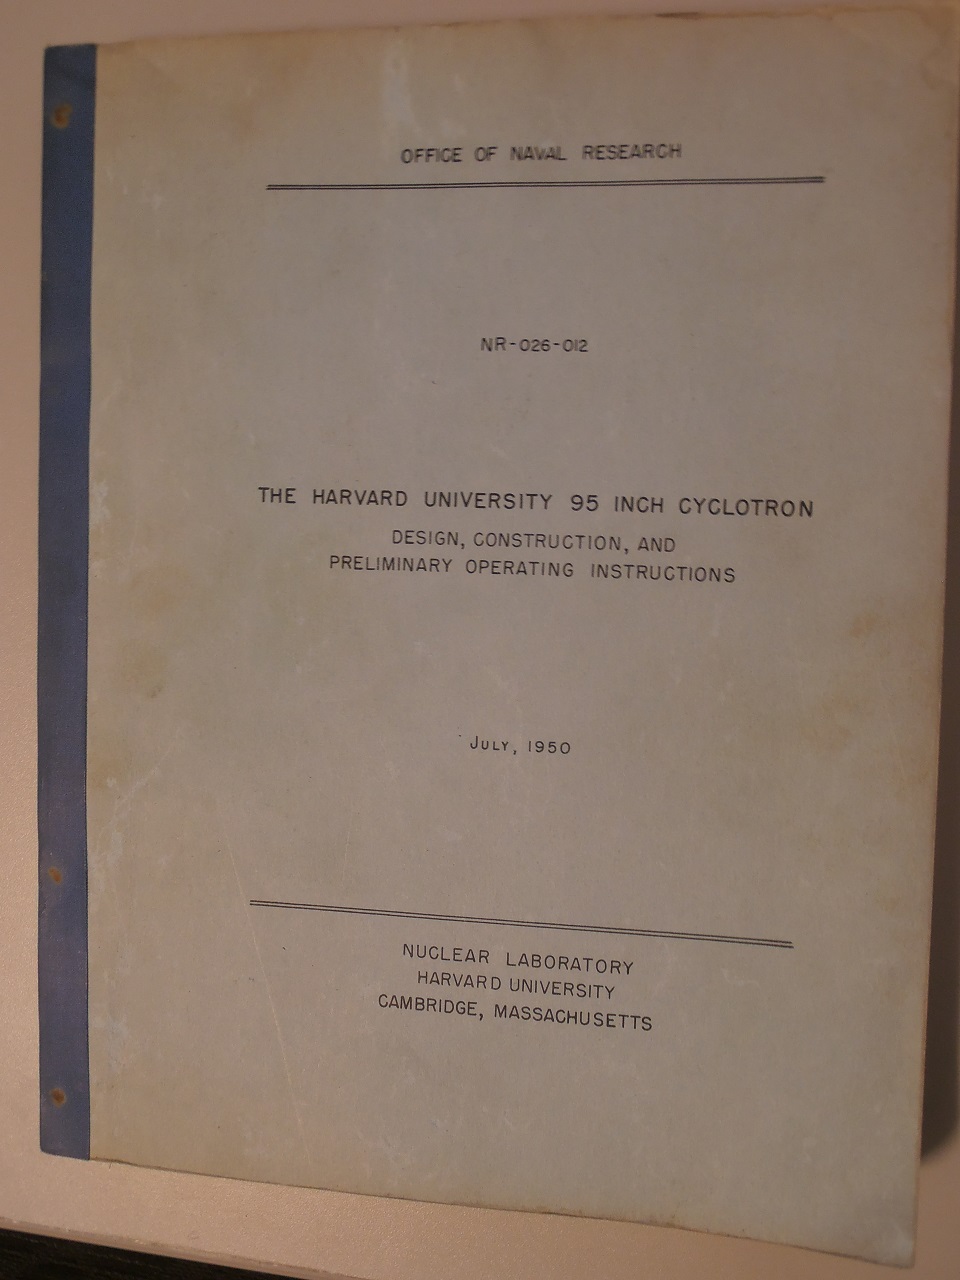 OFFICE OF NAVAL RESEARCH
NR-026-012
THE HARVARD UNIVERSITY 95 INCH CYCLOTRON
DESIGN, CONSTRUCTION, AND
PRELIMINARY OPERATING INSTRUCTIONS
JULY, 1950
NUCLEAR LABORATORY
HARVARD UNIVERSITY
CAMBRIDGE, MASSACHUSETTS